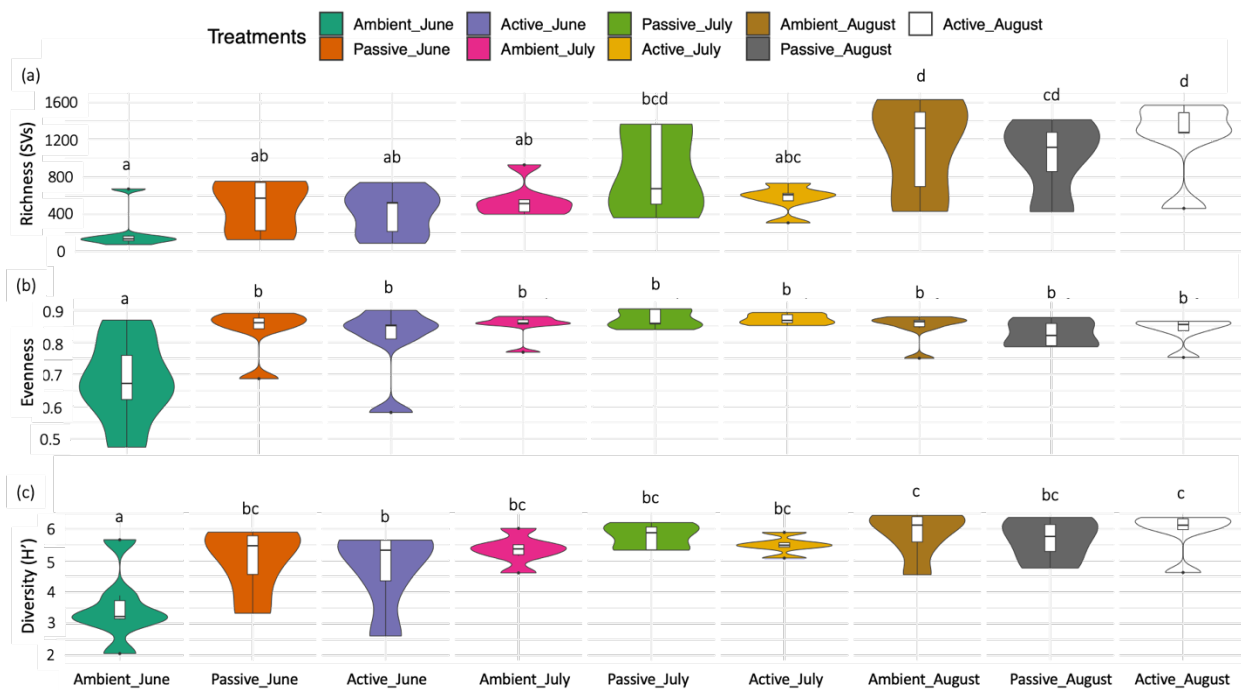 Treatments
Ambient_June Active_June Passive_July Ambient_August Active_August
Passive_June Ambient_July Active_July Passive_August
(a)
Richness (SVs)
1600
1200
800
400
0
a ab ab ab bcd abc d cd d
(b)
Evenness
0.9
0.8
0.7
0.6
0.5
a b b b b b b b b
(c)
Diversity (H')
6
5
4
3
2
a bc b bc bc bc c bc c
Ambient_June Passive_June Active_June Ambient_July Passive_July Active_July Ambient_August Passive_August Active_August